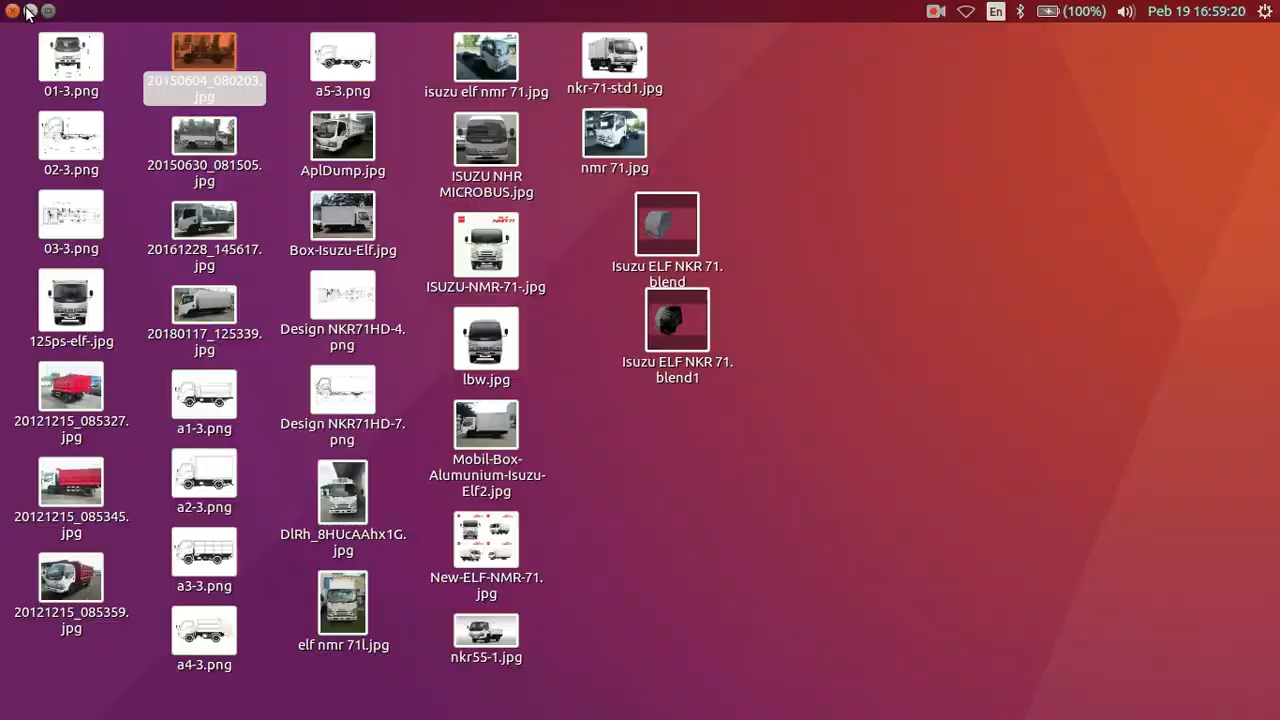 En
(100%)
Peb 19 16:59:20
01-3.png
02-3.png
03-3.png
125ps-elf-.jpg
20121215_085327.
jpg
20121215_085345.
jpg
20121215_085359.
jpg
20150604_080203.
jpg
20150630_081505.
jpg
20161228_145617.
jpg
20180117_125339.
jpg
a1-3.png
a2-3.png
a3-3.png
a4-3.png
a5-3.png
AplDump.jpg
Box-Isuzu-Elf.jpg
Design NKR71HD-4.
png
Design NKR71HD-7.
png
DlRh_8HUcAAhx1G.
jpg
elf nmr 71l.jpg
isuzu elf nmr 71.jpg
ISUZU NHR
MICROBUS.jpg
ISUZU-NMR-71-.jpg
lbw.jpg
Mobil-Box-
Alumunium-Isuzu-
Elf2.jpg
New-ELF-NMR-71.
jpg
nkr55-1.jpg
nkr-71-std1.jpg
nmr 71.jpg
Isuzu ELF NKR 71.
blend
Isuzu ELF NKR 71.
blend1